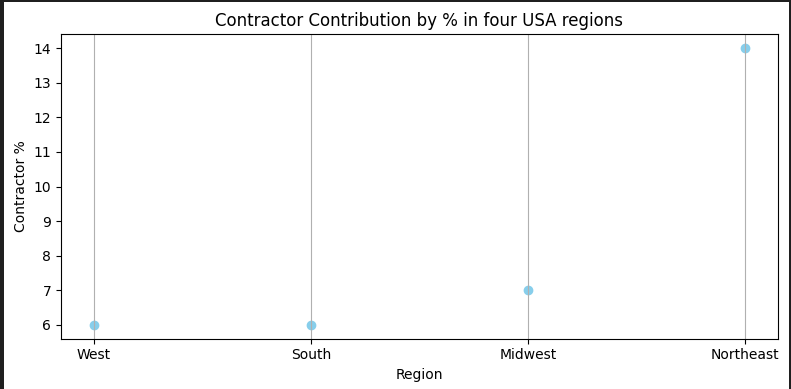 Contractor Contribution by % in four USA regions
14
13
12
11
10
9
8
7
6
Contractor %
West South Midwest Northeast
Region